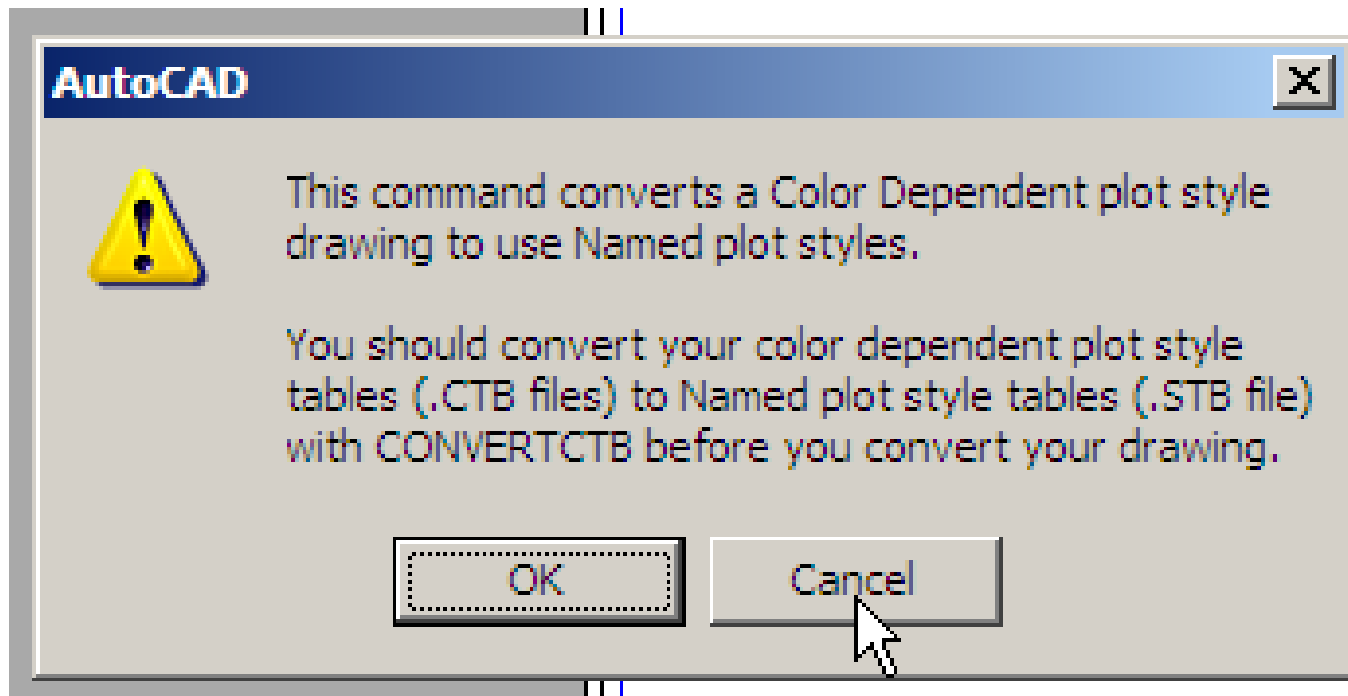 AutoCAD
This command converts a Color Dependent plot style
drawing to use Named plot styles.
You should convert your color dependent plot style
tables (.CTB files) to Named plot style tables (.STB file)
with CONVERTCTB before you convert your drawing.
OK Cancel